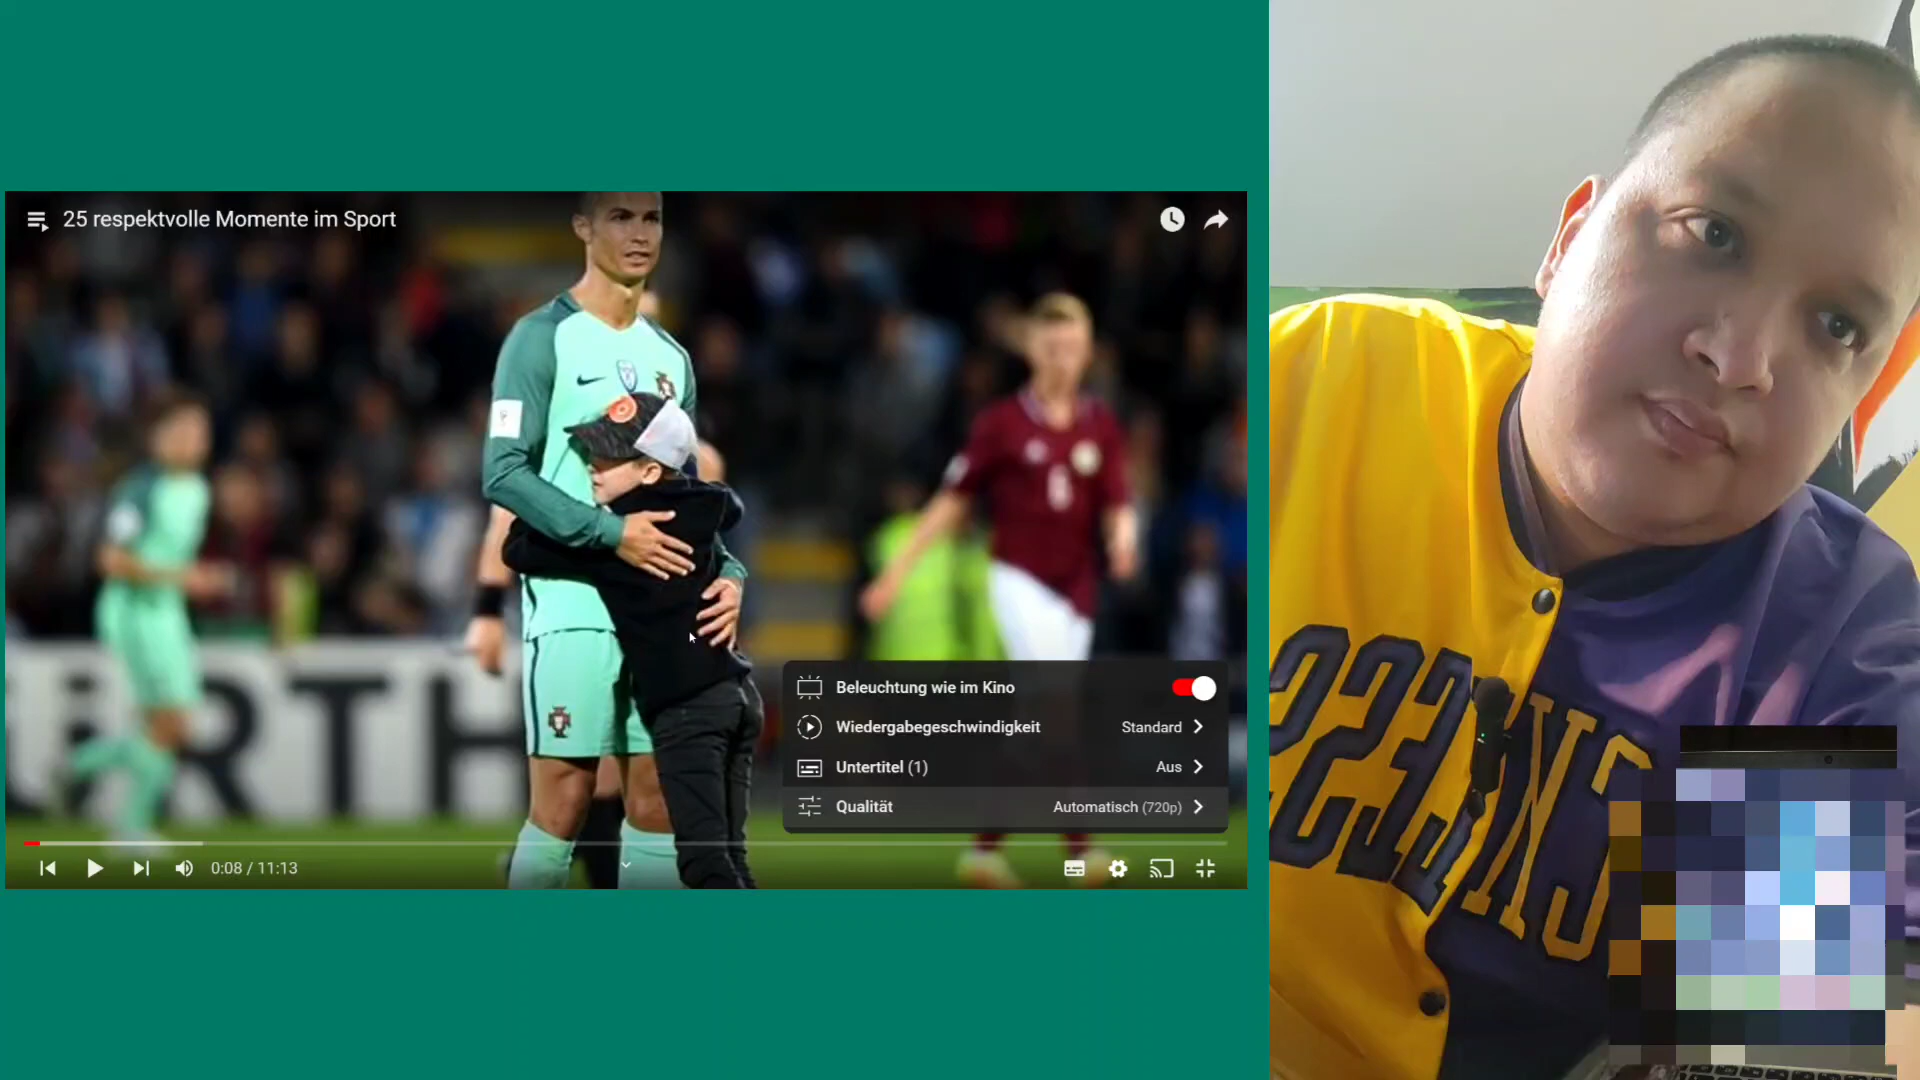 25 respektvolle Momente im Sport
Beleuchtung wie im Kino
Wiedergabegeschwindigkeit Standard
Untertitel (1) Aus
Qualität Automatisch (720p)
0:08 / 11:13